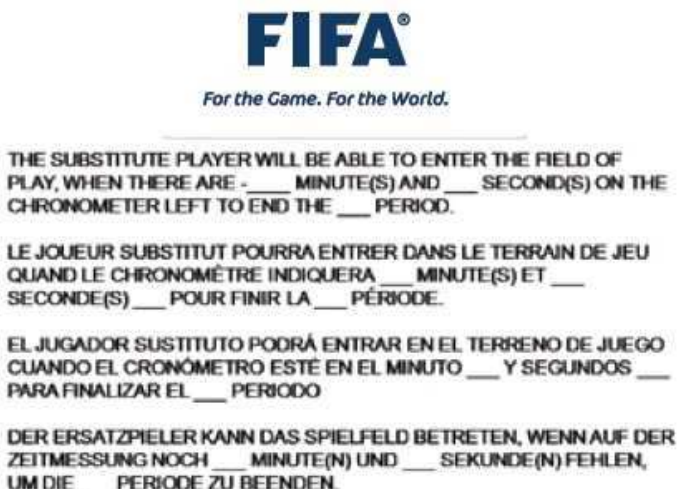 FIFA®
For the Game. For the World.
THE SUBSTITUTE PLAYER WILL BE ABLE TO ENTER THE FIELD OF
PLAY, WHEN THERE ARE -____ MINUTE(S) AND ___ SECOND(S) ON THE
CHRONOMETER LEFT TO END THE ___ PERIOD.
LE JOUEUR SUBSTITUT POURRA ENTRER DANS LE TERRAIN DE JEU
QUAND LE CHRONOMÈTRE INDIQUERA ___ MINUTE(S) ET ___
SECONDE(S) ___ POUR FINIR LA ___ PÉRIODE.
EL JUGADOR SUSTITUTO PODRÁ ENTRAR EN EL TERRENO DE JUEGO
CUANDO EL CRONÓMETRO ESTÉ EN EL MINUTO ___ Y SEGUNDOS ___
PARA FINALIZAR EL ___ PERIODO
DER ERSATZPIELER KANN DAS SPIELFELD BETRETEN, WENN AUF DER
ZEITMESSUNG NOCH ___ MINUTE(N) UND ___ SEKUNDE(N) FEHLEN,
UM DIE ___ PERIODE ZU BEENDEN.